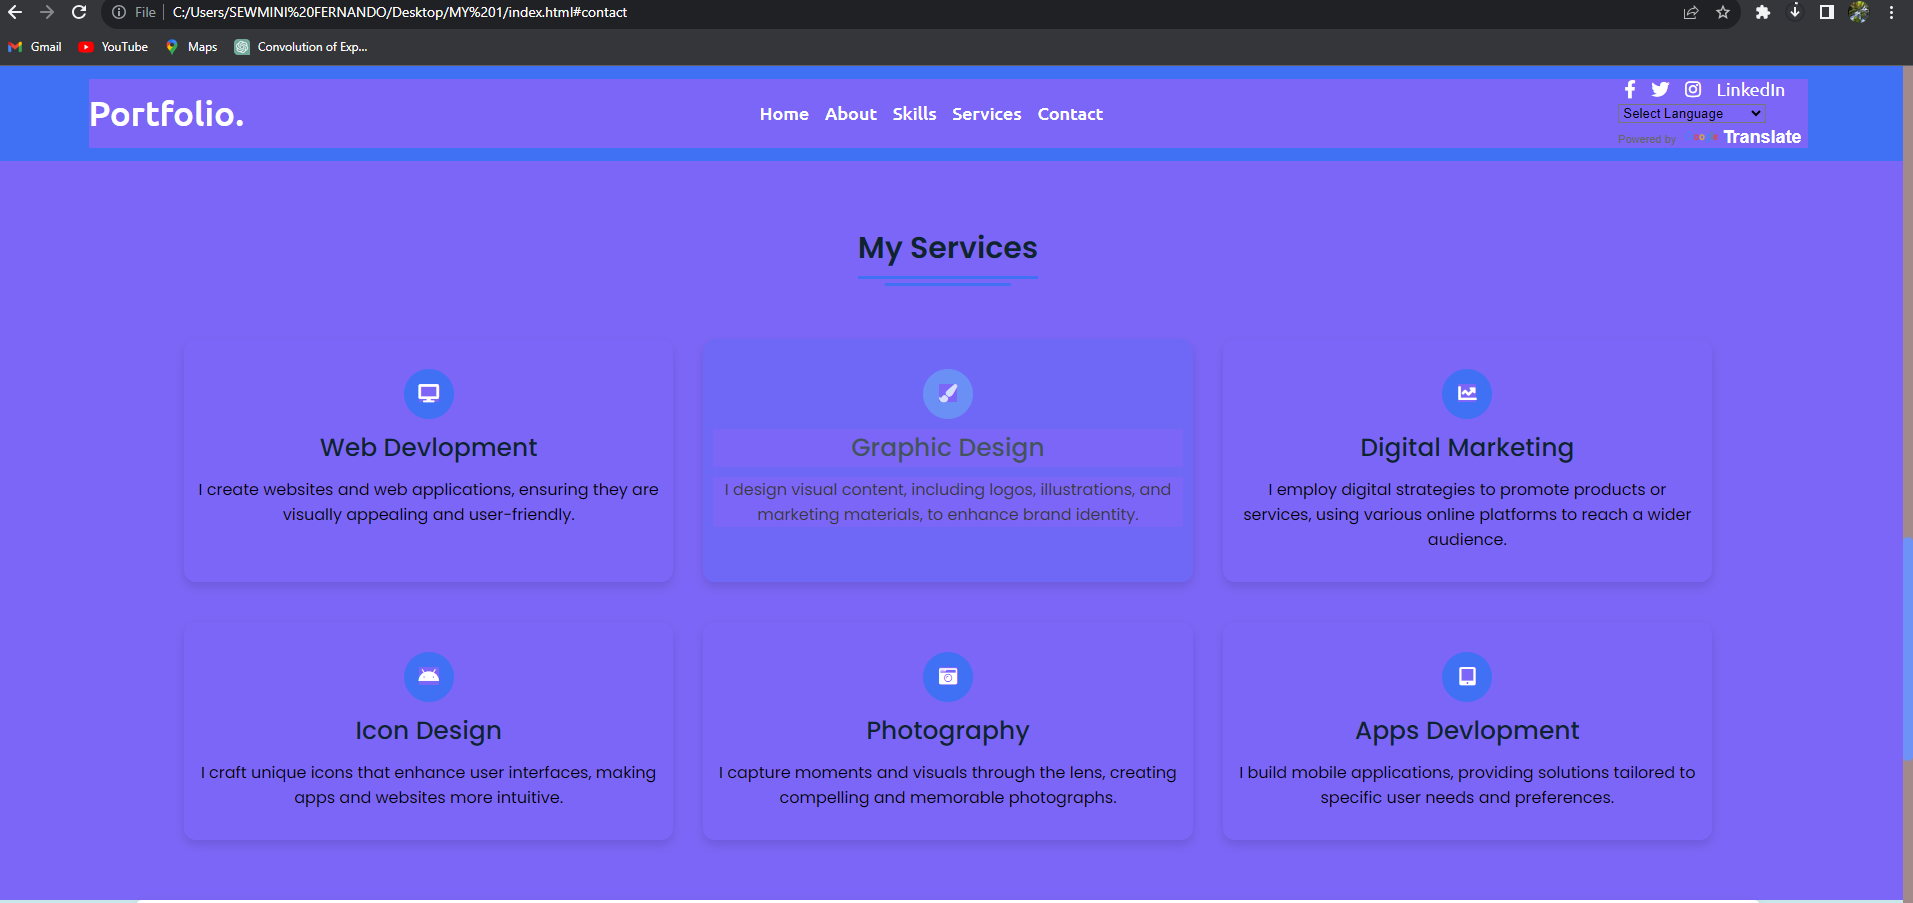 File C:/Users/SEWMINI%20FERNANDO/Desktop/MY%201/index.html#contact
Gmail YouTube Maps Convolution of Exp...
Portfolio.
Home About Skills Services Contact
LinkedIn
Select Language
Powered by Translate
My Services
Web Devlopment
I create websites and web applications, ensuring they are
visually appealing and user-friendly.
Graphic Design
I design visual content, including logos, illustrations, and
marketing materials, to enhance brand identity.
Digital Marketing
I employ digital strategies to promote products or
services, using various online platforms to reach a wider
audience.
Icon Design
I craft unique icons that enhance user interfaces, making
apps and websites more intuitive.
Photography
I capture moments and visuals through the lens, creating
compelling and memorable photographs.
Apps Devlopment
I build mobile applications, providing solutions tailored to
specific user needs and preferences.